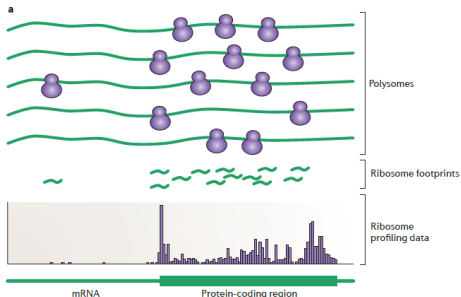 a
Polysomes
Ribosome footprints
Ribosome
profiling data
mRNA
Protein-coding region